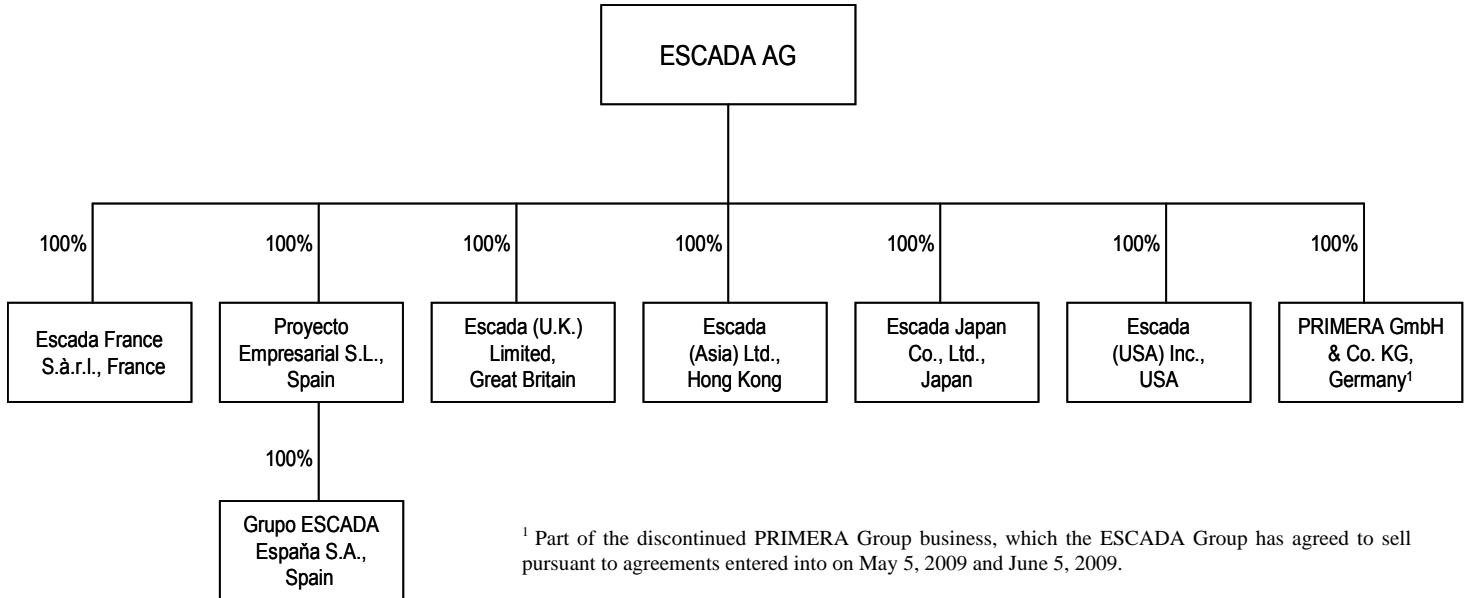 ESCADA AG
100%
100%
100%
100%
100%
100%
100%
Escada France
S.à.r.l., France
Proyecto
Empresarial S.L.,
Spain
Escada (U.K.)
Limited,
Great Britain
Escada
(Asia) Ltd.,
Hong Kong
Escada Japan
Co., Ltd.,
Japan
Escada
(USA) Inc.,
USA
PRIMERA GmbH
& Co. KG,
Germany¹
100%
Grupo ESCADA
Espaňa S.A.,
Spain
¹ Part of the discontinued PRIMERA Group business, which the ESCADA Group has agreed to sell
pursuant to agreements entered into on May 5, 2009 and June 5, 2009.